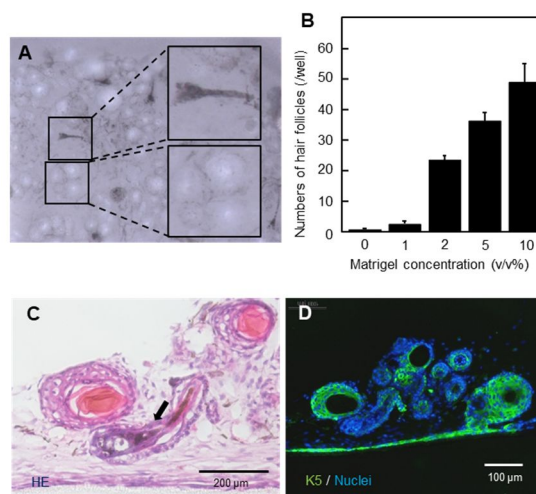 A
B
Numbers of hair follicles (/well)
60
50
40
30
20
10
0
0 1 2 5 10
Matrigel concentration (v/v%)
C
HE
200 μm
D
K5 / Nuclei
100 μm